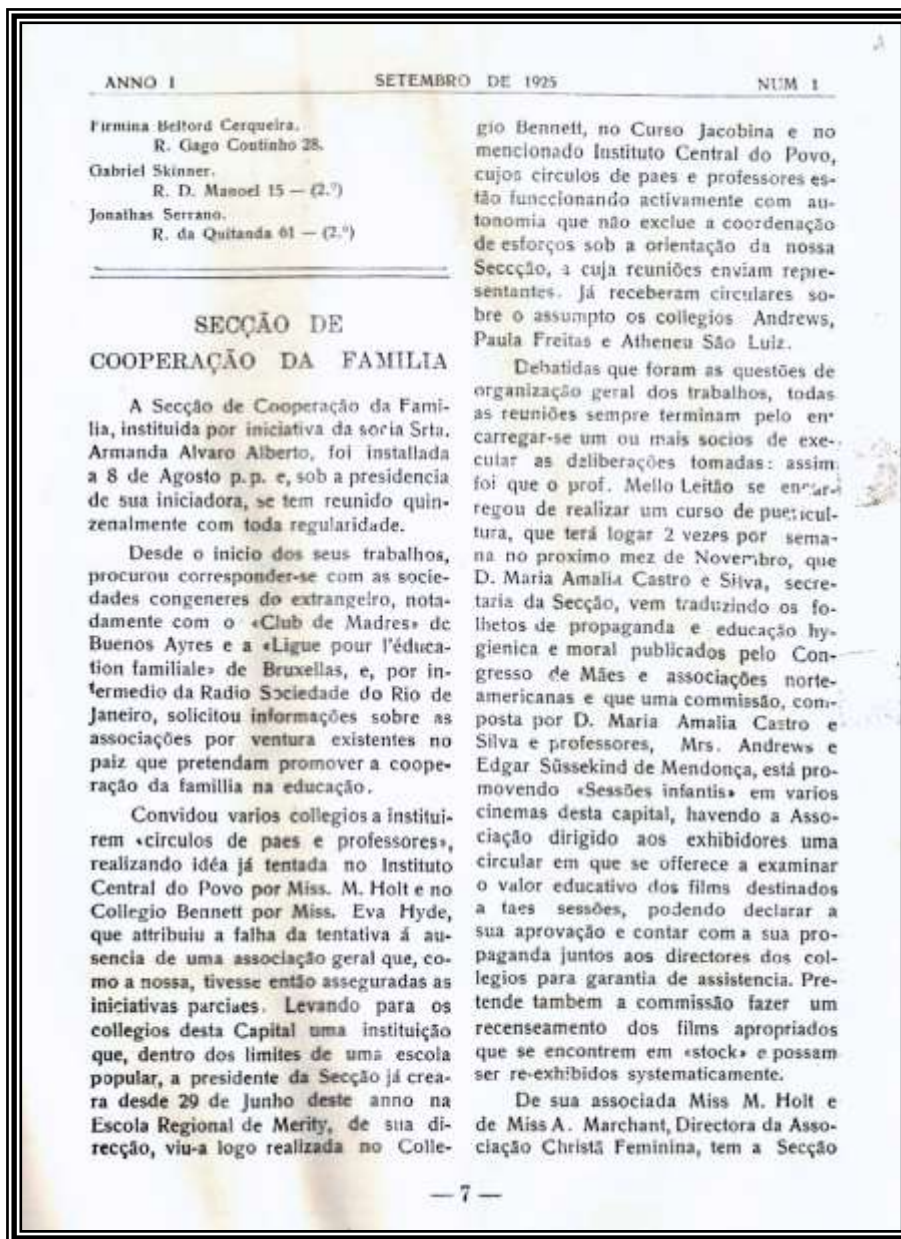 ANNO I SETEMBRO DE 1925 NUM 1
Firmina Belford Cerqueira.
R. Gago Coutinho 28.
Gabriel Skinner.
R. D. Manoel 15 — (2.º)
Jonathas Serrano.
R. da Quitanda 61 — (2.º)
SECÇÃO DE
COOPERAÇÃO DA FAMILIA
A Secção de Cooperação da Fami-
lia, instituida por iniciativa da socia Srta.
Armanda Alvaro Alberto, foi installada
a 8 de Agosto p. p. e, sob a presidencia
de sua iniciadora, se tem reunido quin-
zenalmente com toda regularidade.
Desde o inicio dos seus trabalhos,
procurou corresponder-se com as socie-
dades congeneres do extrangeiro, nota-
damente com o «Club de Madres» de
Buenos Ayres e a «Ligue pour l'éduca-
tion familiale» de Bruxellas, e, por in-
termedio da Radio Sociedade do Rio de
Janeiro, solicitou informações sobre as
associações por ventura existentes no
paiz que pretendam promover a coope-
ração da famillia na educação.
Convidou varios collegios a institui-
rem «circulos de paes e professores»,
realizando idéa já tentada no Instituto
Central do Povo por Miss. M. Holt e no
Collegio Bennett por Miss. Eva Hyde,
que attribuiu a falha da tentativa á au-
sencia de uma associação geral que, co-
mo a nossa, tivesse então asseguradas as
iniciativas parciaes. Levando para os
collegios desta Capital uma instituição
que, dentro dos limites de uma escola
popular, a presidente da Secção já crea-
ra desde 29 de Junho deste anno na
Escola Regional de Merity, de sua di-
recção, viu-a logo realizada no Colle-
gio Bennett, no Curso Jacobina e no
mencionado Instituto Central do Povo,
cujos circulos de paes e professores es-
tão funccionando activamente com au-
tonomia que não exclue a coordenação
de esforços sob a orientação da nossa
Seccção, a cuja reuniões enviam repre-
sentantes. Já receberam circulares so-
bre o assumpto os collegios Andrews,
Paula Freitas e Atheneu São Luiz.
Debatidas que foram as questões de
organização geral dos trabalhos, todas
as reuniões sempre terminam pelo en-
carregar-se um ou mais socios de exe-
cutar as deliberações tomadas: assim
foi que o prof. Mello Leitão se encar-
regou de realizar um curso de puericul-
tura, que terá logar 2 vezes por sema-
na no proximo mez de Novembro, que
D. Maria Amalia Castro e Silva, secre-
taria da Secção, vem traduzindo os fo-
lhetos de propaganda e educação hy-
gienica e moral publicados pelo Con-
gresso de Mães e associações norte-
americanas e que uma commissão, com-
posta por D. Maria Amalia Castro e
Silva e professores, Mrs. Andrews e
Edgar Süssekind de Mendonça, está pro-
movendo «Sessões infantis» em varios
cinemas desta capital, havendo a Asso-
ciação dirigido aos exhibidores uma
circular em que se offerece a examinar
o valor educativo dos films destinados
a taes sessões, podendo declarar a
sua aprovação e contar com a sua pro-
paganda juntos aos directores dos col-
legios para garantia de assistencia. Pre-
tende tambem a commissão fazer um
recenseamento dos films apropriados
que se encontrem em «stock» e possam
ser re-exhibidos systematicamente.
De sua associada Miss M. Holt e
de Miss A. Marchant, Directora da Asso-
ciação Christã Feminina, tem a Secção
— 7 —